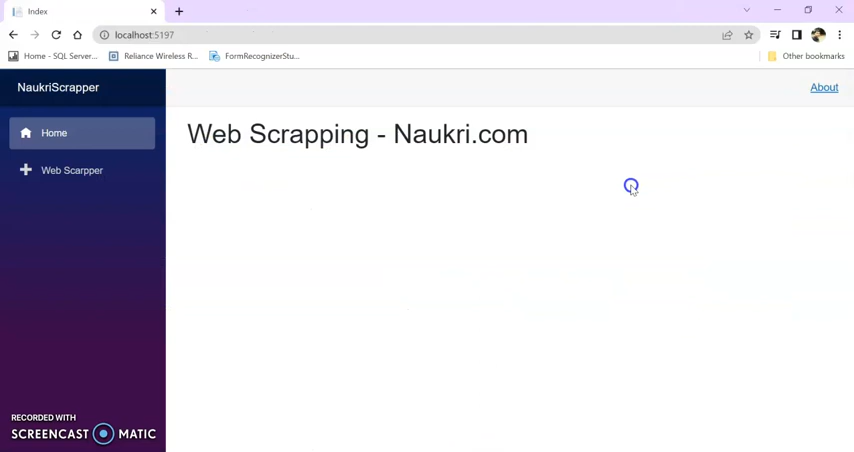 Index
localhost:5197
Home - SQL Server...
Reliance Wireless R...
FormRecognizerStu...
Other bookmarks
NaukriScrapper
About
Home
Web Scrapping - Naukri.com
Web Scarpper
RECORDED WITH
SCREENCAST MATIC